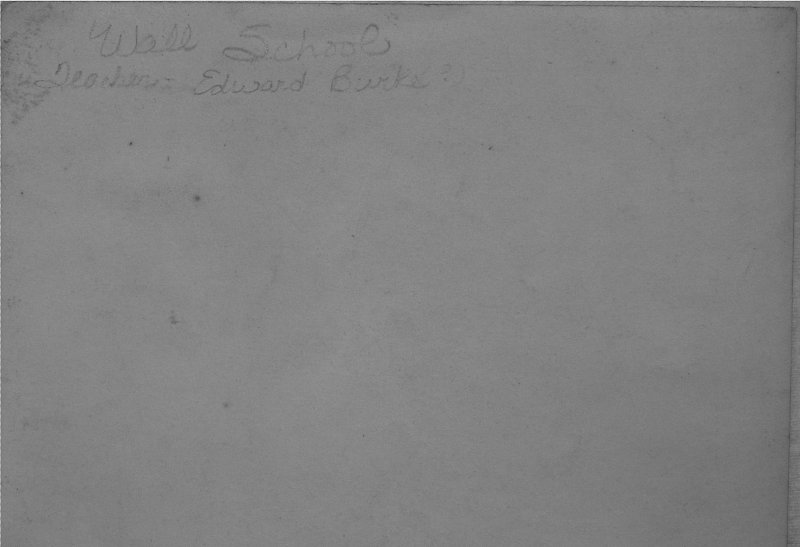 Well School
Teacher - Edward Burke?